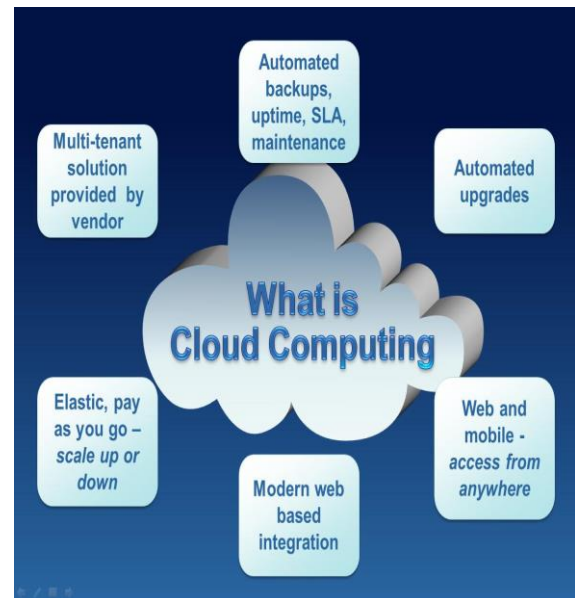 Automated
backups,
uptime, SLA,
maintenance
Multi-tenant
solution
provided by
vendor
Automated
upgrades
What is
Cloud Computing
Elastic, pay
as you go –
scale up or
down
Web and
mobile -
access from
anywhere
Modern web
based
integration